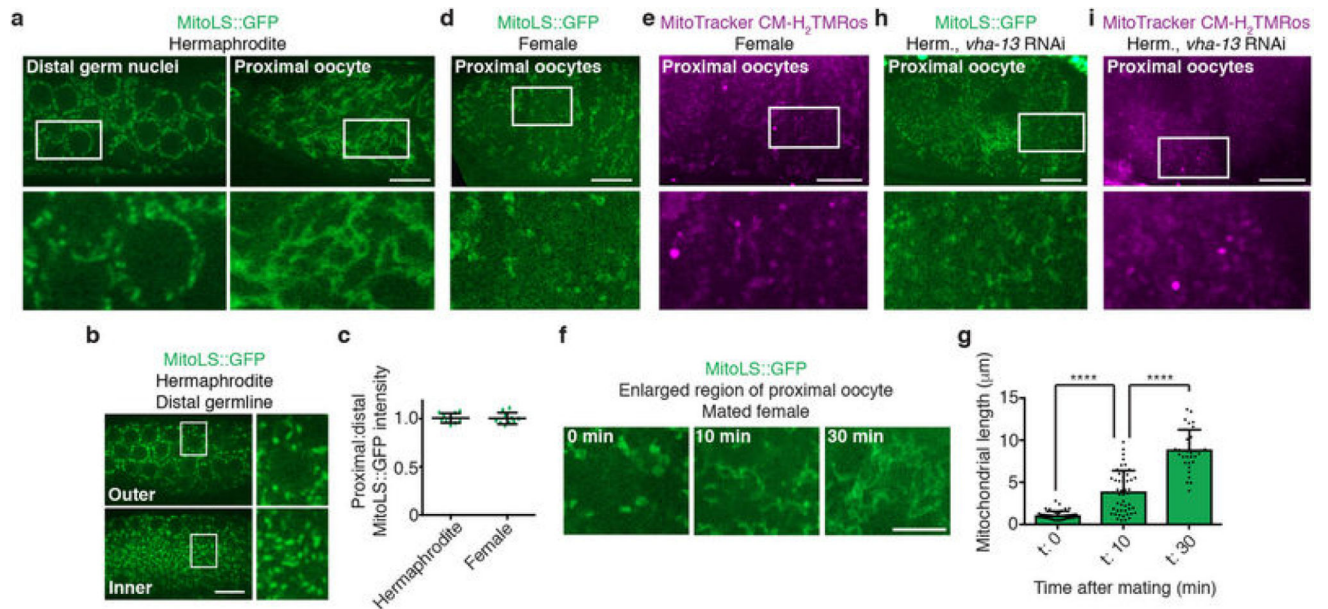 a
MitoLS::GFP
Hermaphrodite
Distal germ nuclei
Proximal oocyte
d
MitoLS::GFP
Female
Proximal oocytes
e
MitoTracker CM-H₂TMRos
Female
Proximal oocytes
h
MitoLS::GFP
Herm., vha-13 RNAi
Proximal oocyte
i
MitoTracker CM-H₂TMRos
Herm., vha-13 RNAi
Proximal oocytes
b
MitoLS::GFP
Hermaphrodite
Distal germline
Outer
Inner
c
Proximal:distal
MitoLS::GFP intensity
1.0
0.5
0
Hermaphrodite
Female
f
MitoLS::GFP
Enlarged region of proximal oocyte
Mated female
0 min
10 min
30 min
g
Mitochondrial length (μm)
15
10
5
0
****
****
t: 0
t: 10
t: 30
Time after mating (min)